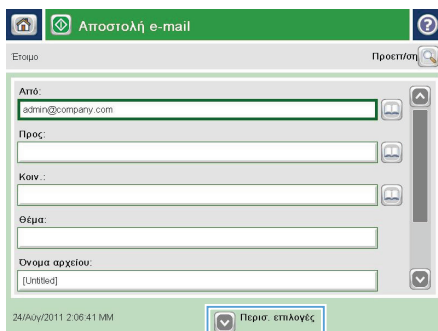 Αποστολή e-mail
Έτοιμο Προεπ/ση
Από:
admin@company.com
Προς:
Κοιν.:
Θέμα:
Όνομα αρχείου:
[Untitled]
24/Αύγ/2011 2:06:41 MM Περισ. επιλογές